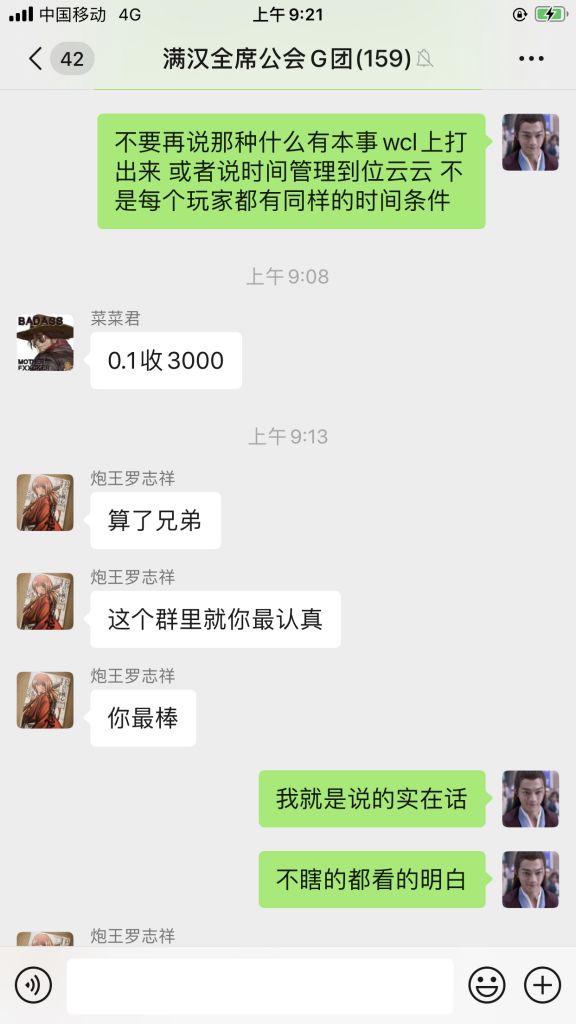 中国移动 4G 上午9:21
42 满汉全席公会G团(159)
不要再说那种什么有本事wcl上打
出来 或者说时间管理到位云云 不
是每个玩家都有同样的时间条件
上午 9:08
BADASS
菜菜君
0.1收3000
上午 9:13
炮王罗志祥
算了兄弟
炮王罗志祥
这个群里就你最认真
炮王罗志祥
你最棒
我就是说的实在话
不瞎的都看的明白
炮王罗志祥